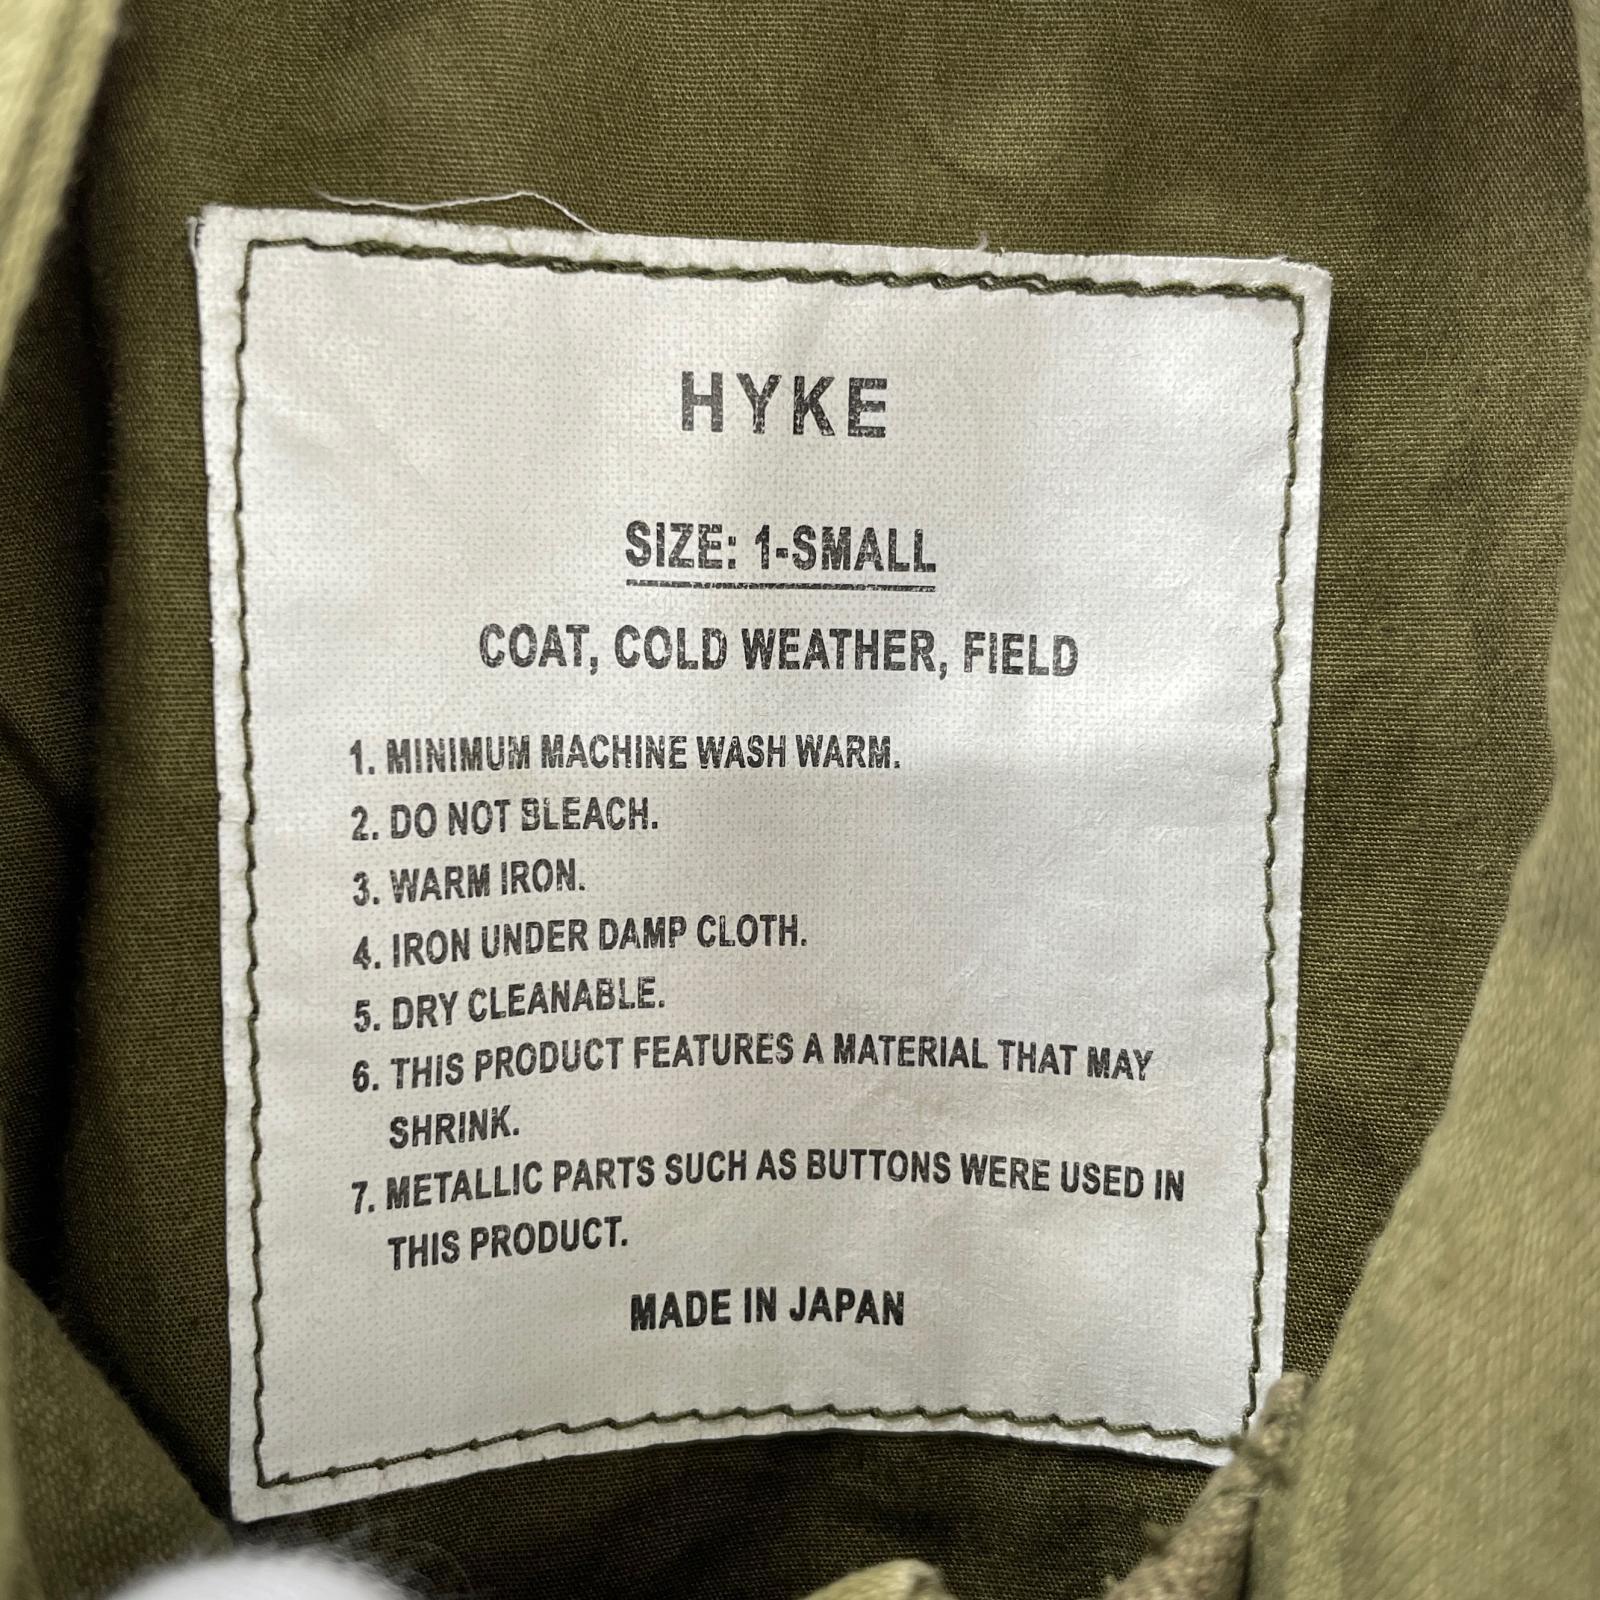 HYKE
SIZE: 1-SMALL
COAT, COLD WEATHER, FIELD
1. MINIMUM MACHINE WASH WARM.
2. DO NOT BLEACH.
3. WARM IRON.
4. IRON UNDER DAMP CLOTH.
5. DRY CLEANABLE.
6. THIS PRODUCT FEATURES A MATERIAL THAT MAY
SHRINK.
7. METALLIC PARTS SUCH AS BUTTONS WERE USED IN
THIS PRODUCT.
MADE IN JAPAN